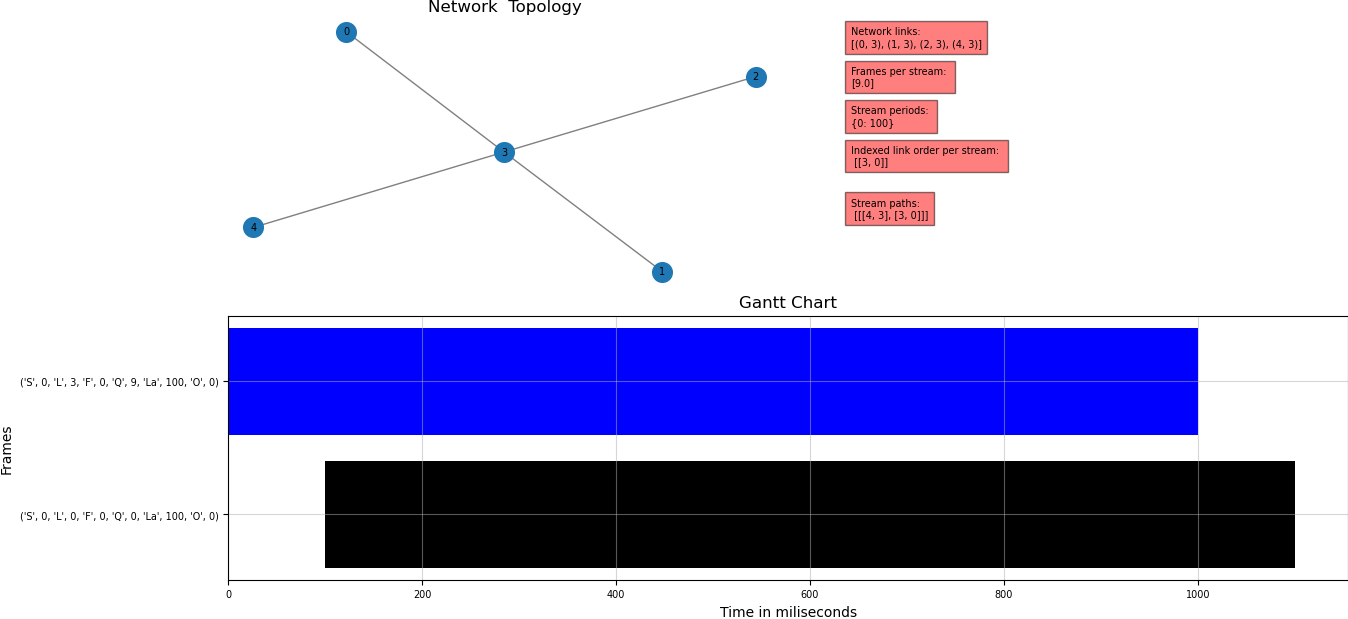 Network  Topology
0
2
3
4
1
Network links:
[(0, 3), (1, 3), (2, 3), (4, 3)]
Frames per stream:
[9.0]
Stream periods:
{0: 100}
Indexed link order per stream:
[[3, 0]]
Stream paths:
[[[4, 3], [3, 0]]]
Gantt Chart
Frames
('S', 0, 'L', 3, 'F', 0, 'Q', 9, 'La', 100, 'O', 0)
('S', 0, 'L', 0, 'F', 0, 'Q', 0, 'La', 100, 'O', 0)
0 200 400 600 800 1000
Time in miliseconds